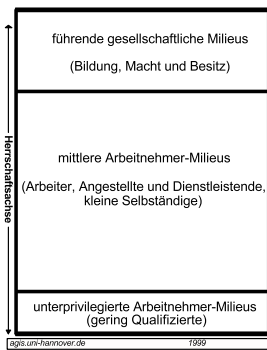 führende gesellschaftliche Milieus
(Bildung, Macht und Besitz)
Herrschaftsachse
mittlere Arbeitnehmer-Milieus
(Arbeiter, Angestellte und Dienstleistende,
kleine Selbständige)
unterprivilegierte Arbeitnehmer-Milieus
(gering Qualifizierte)
agis.uni-hannover.de 1999